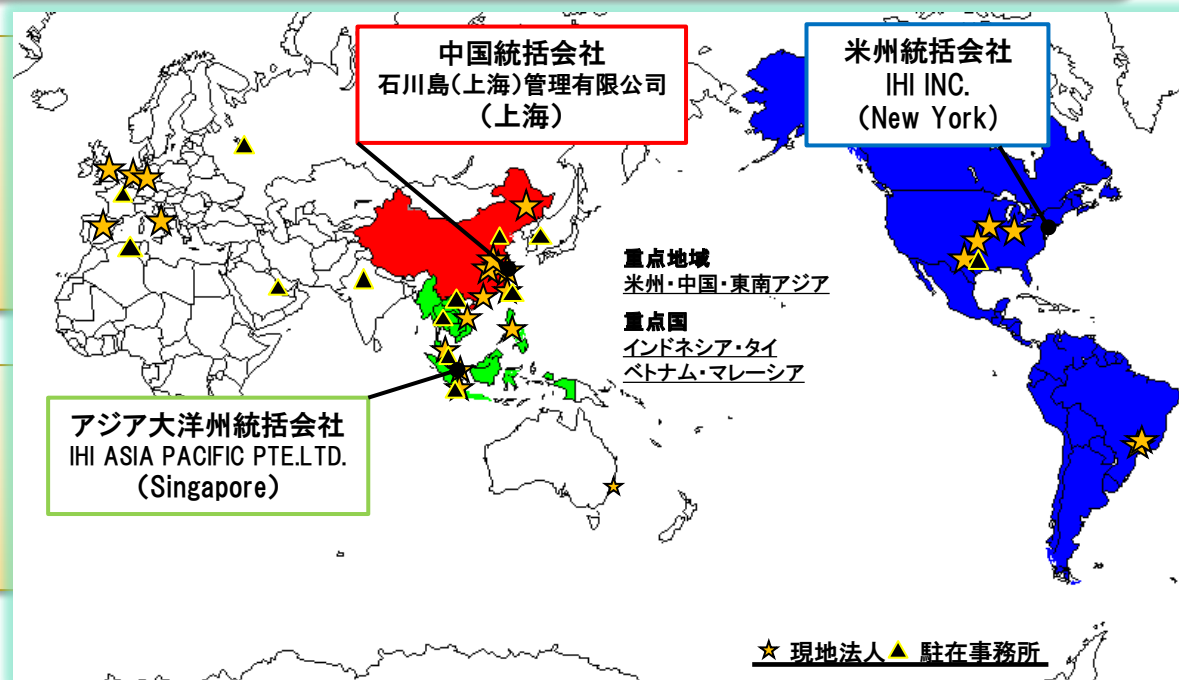 中国統括会社
石川島(上海)管理有限公司
(上海)
米州統括会社
IHI INC.
(New York)
重点地域
米州・中国・東南アジア
重点国
インドネシア・タイ
ベトナム・マレーシア
アジア大洋州統括会社
IHI ASIA PACIFIC PTE.LTD.
(Singapore)
現地法人 駐在事務所